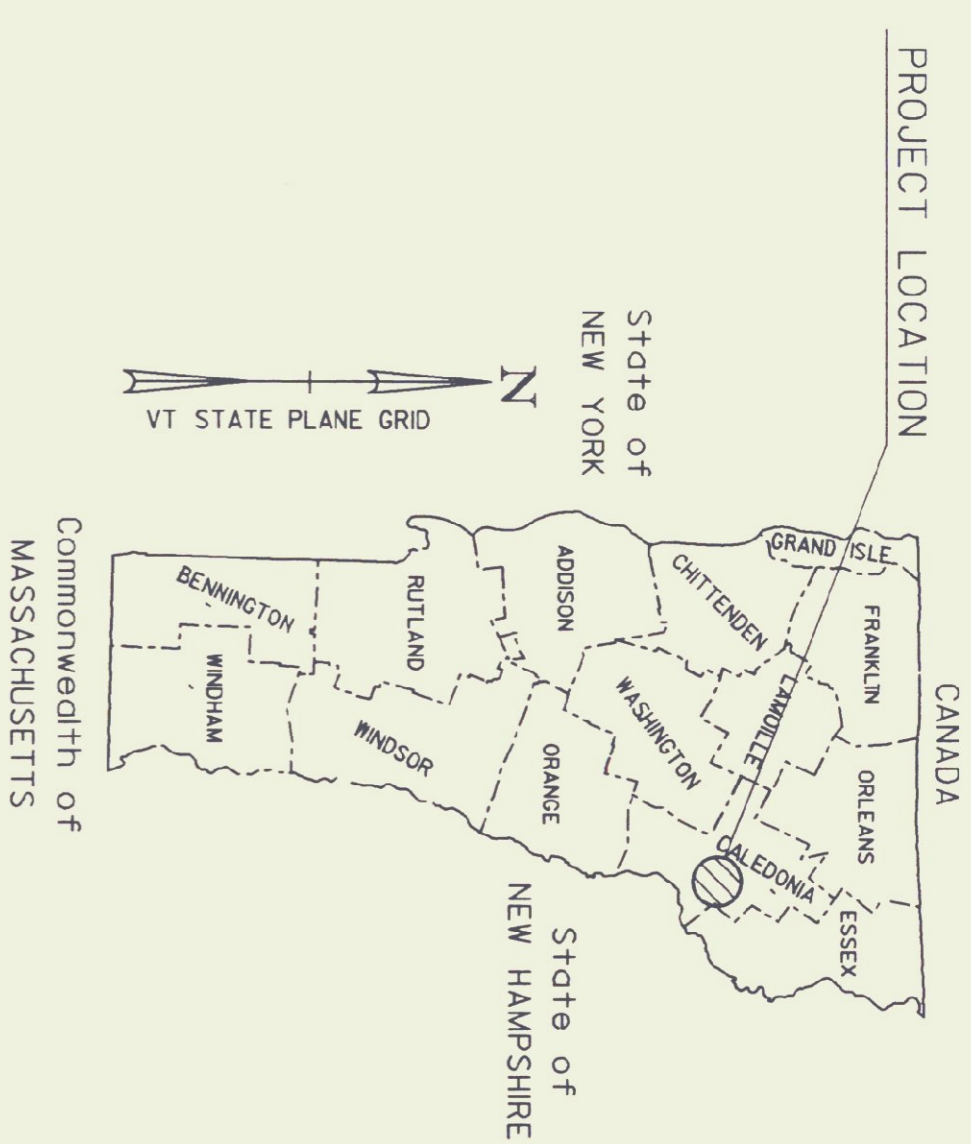 PROJECT LOCATION
CANADA
State of
NEW YORK
N
VT STATE PLANE GRID
GRAND ISLE
FRANKLIN
ORLEANS
ESSEX
CHITTENDEN
LAMOILLE
CALEDONIA
ADDISON
WASHINGTON
ORANGE
RUTLAND
WINDSOR
BENNINGTON
WINDHAM
State of
NEW HAMPSHIRE
Commonwealth of
MASSACHUSETTS